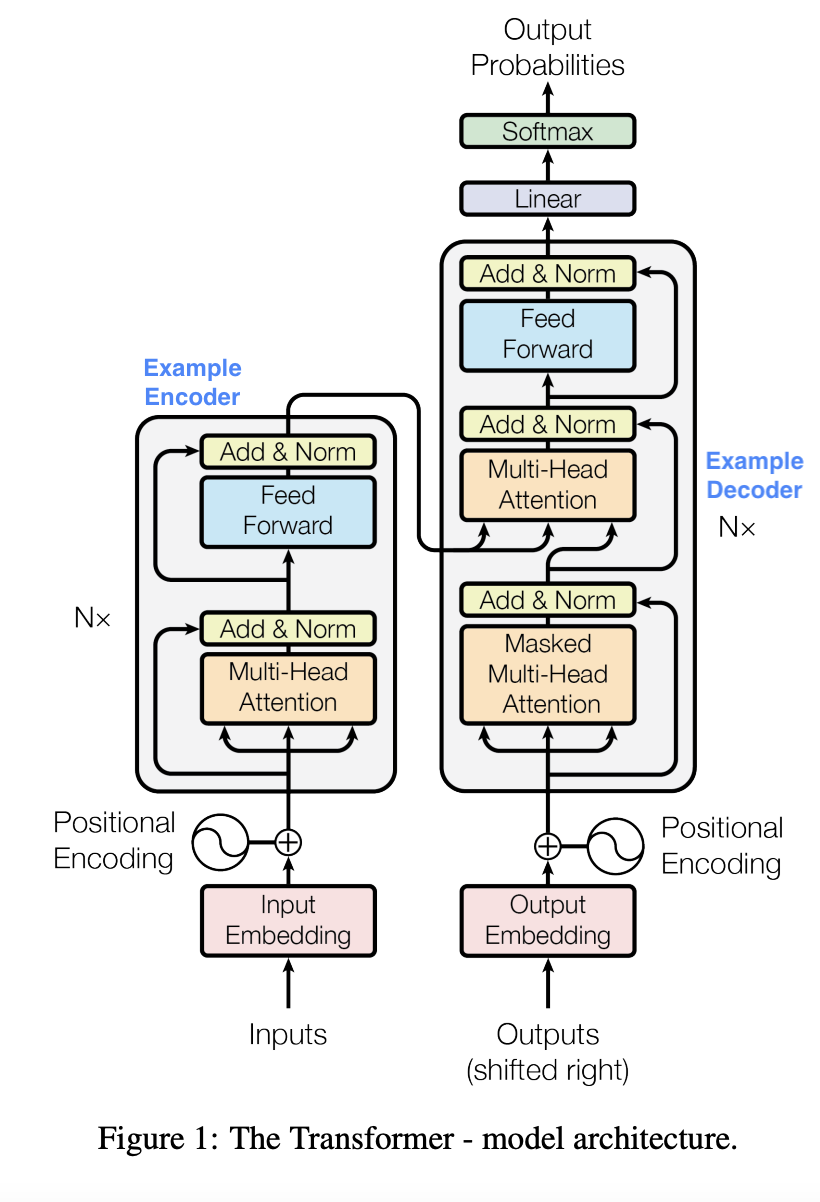 Output
Probabilities
Softmax
Linear
Add & Norm
Feed
Forward
Add & Norm
Multi-Head
Attention
Add & Norm
Masked
Multi-Head
Attention
Example
Decoder
N×
Example
Encoder
Add & Norm
Feed
Forward
Add & Norm
Multi-Head
Attention
N×
Positional
Encoding
Positional
Encoding
Input
Embedding
Output
Embedding
Inputs
Outputs
(shifted right)
Figure 1: The Transformer - model architecture.